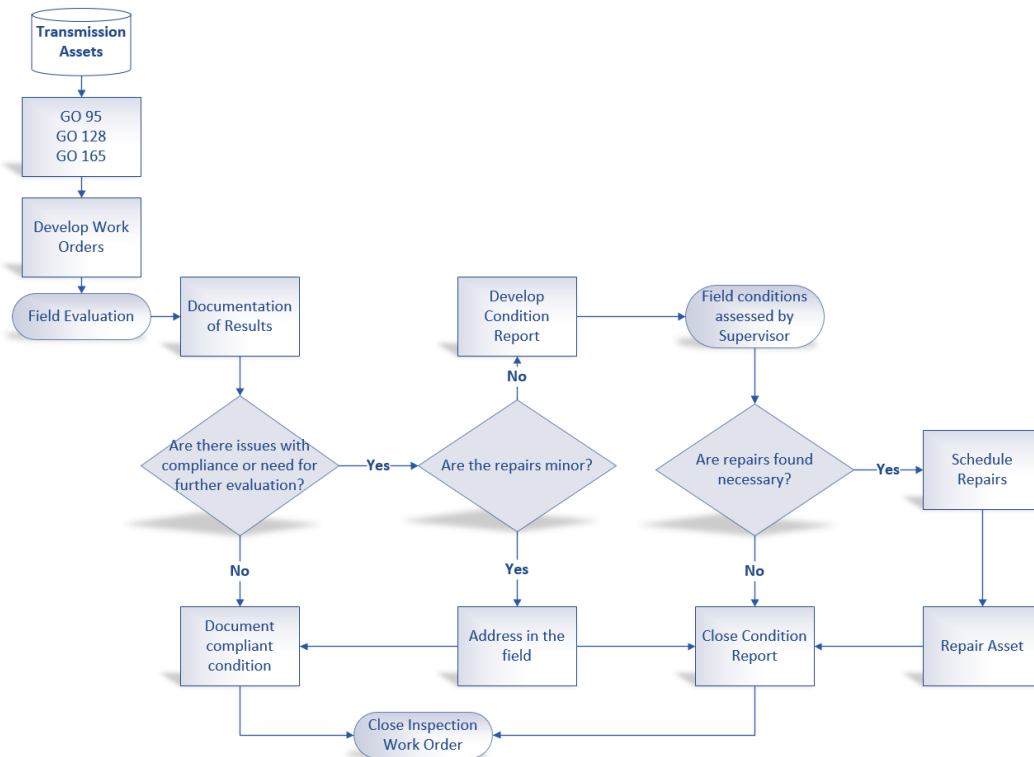 Transmission
Assets
GO 95
GO 128
GO 165
Develop Work
Orders
Field Evaluation
Documentation
of Results
Develop
Condition
Report
Field conditions
assessed by
Supervisor
No
Are there issues with
compliance or need for
further evaluation?
Yes
Are the repairs minor?
Are repairs found
necessary?
Yes
Schedule
Repairs
No
Yes
No
Document
compliant
condition
Address in the
field
Close Condition
Report
Repair Asset
Close Inspection
Work Order